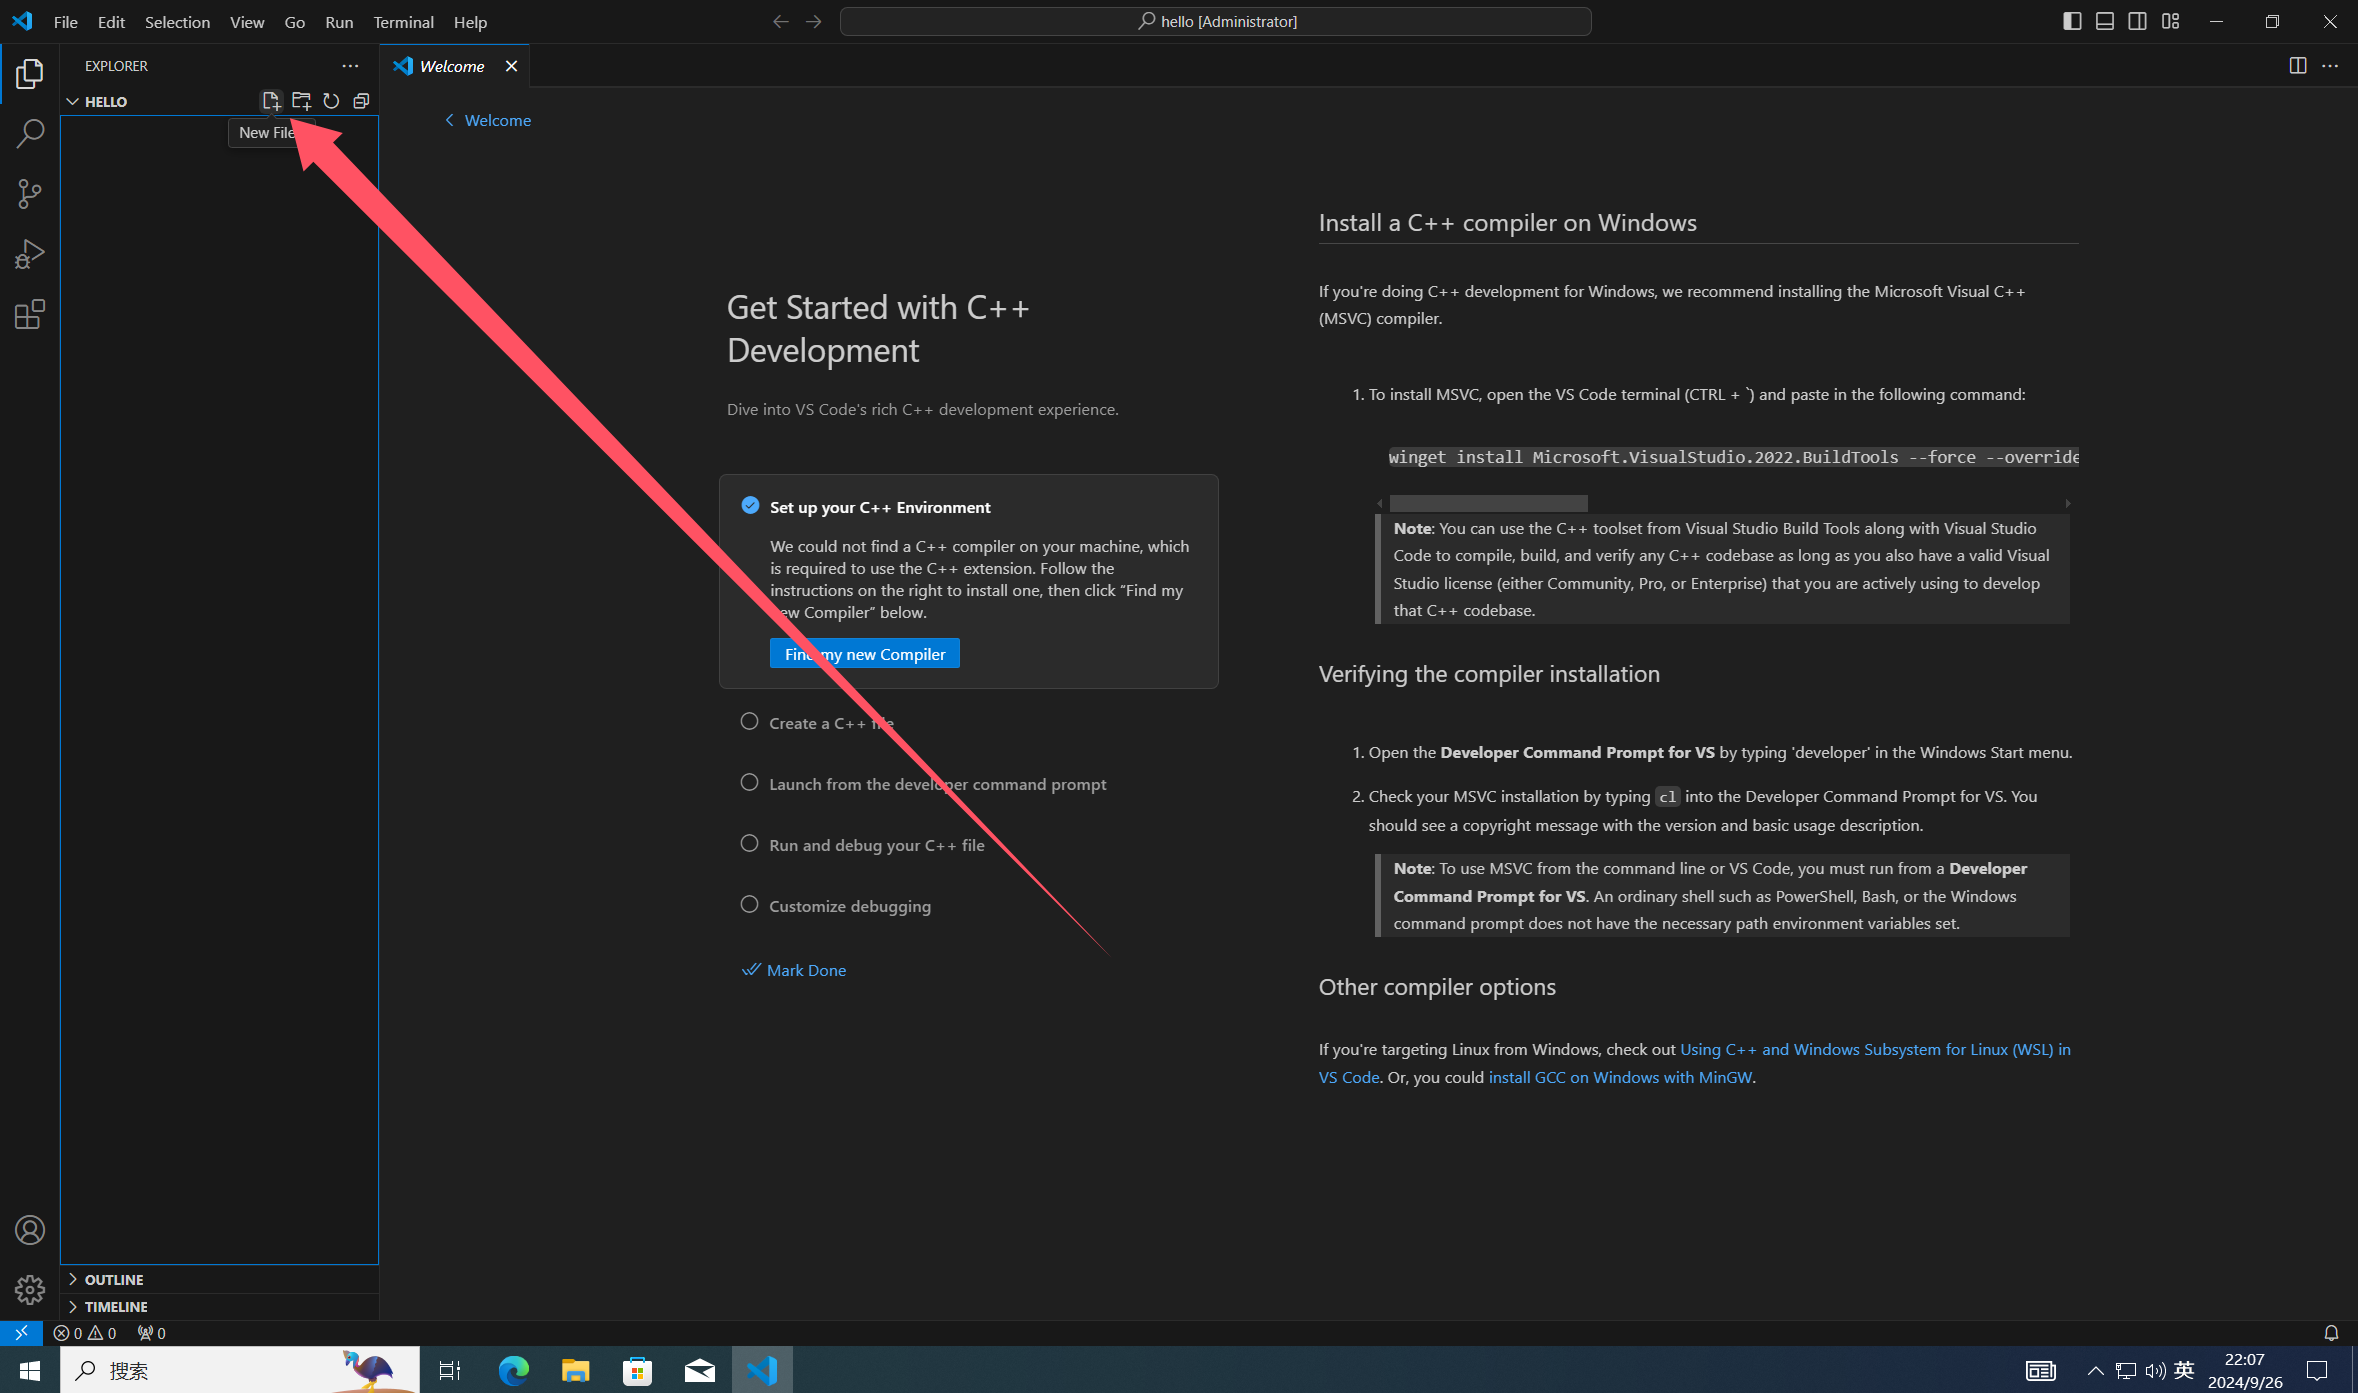 File Edit Selection View Go Run Terminal Help
hello [Administrator]
EXPLORER
HELLO
New File
Welcome
Welcome
Get Started with C++
Development
Dive into VS Code's rich C++ development experience.
Set up your C++ Environment
We could not find a C++ compiler on your machine, which
is required to use the C++ extension. Follow the
instructions on the right to install one, then click “Find my
new Compiler” below.
Find my new Compiler
Create a C++ file
Launch from the developer command prompt
Run and debug your C++ file
Customize debugging
Mark Done
Install a C++ compiler on Windows
If you're doing C++ development for Windows, we recommend installing the Microsoft Visual C++
(MSVC) compiler.
1. To install MSVC, open the VS Code terminal (CTRL + `) and paste in the following command:
winget install Microsoft.VisualStudio.2022.BuildTools --force --override
Note: You can use the C++ toolset from Visual Studio Build Tools along with Visual Studio
Code to compile, build, and verify any C++ codebase as long as you also have a valid Visual
Studio license (either Community, Pro, or Enterprise) that you are actively using to develop
that C++ codebase.
Verifying the compiler installation
1. Open the Developer Command Prompt for VS by typing 'developer' in the Windows Start menu.
2. Check your MSVC installation by typing cl into the Developer Command Prompt for VS. You
should see a copyright message with the version and basic usage description.
Note: To use MSVC from the command line or VS Code, you must run from a Developer
Command Prompt for VS. An ordinary shell such as PowerShell, Bash, or the Windows
command prompt does not have the necessary path environment variables set.
Other compiler options
If you're targeting Linux from Windows, check out Using C++ and Windows Subsystem for Linux (WSL) in
VS Code. Or, you could install GCC on Windows with MinGW.
OUTLINE
TIMELINE
0 0 0
搜索
英
22:07
2024/9/26